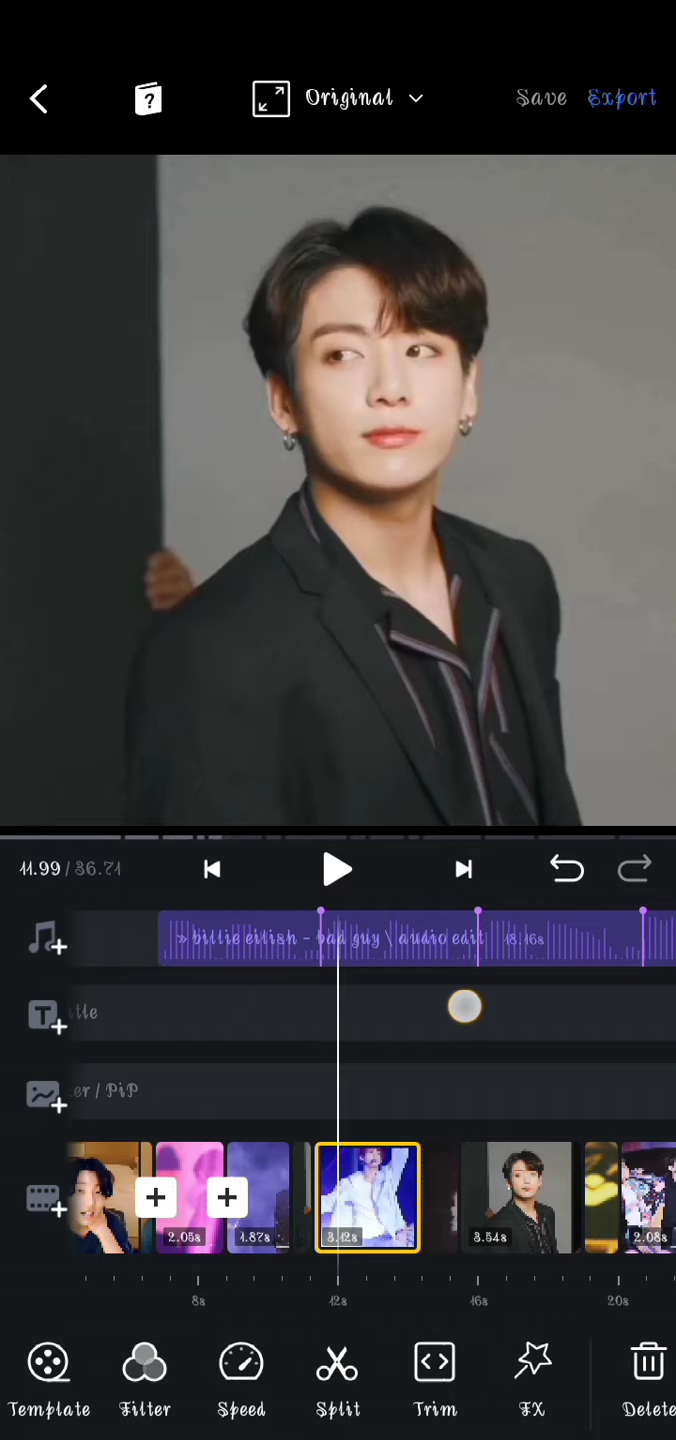 Original Save Export
11.99 / 36.71
» billie eilish - bad guy \ audio edit 18.16s
tle
er / PiP
2.05s 1.87s 3.12s 3.54s 2.08s
8s 12s 16s 20s
Template Filter Speed Split Trim FX Delete